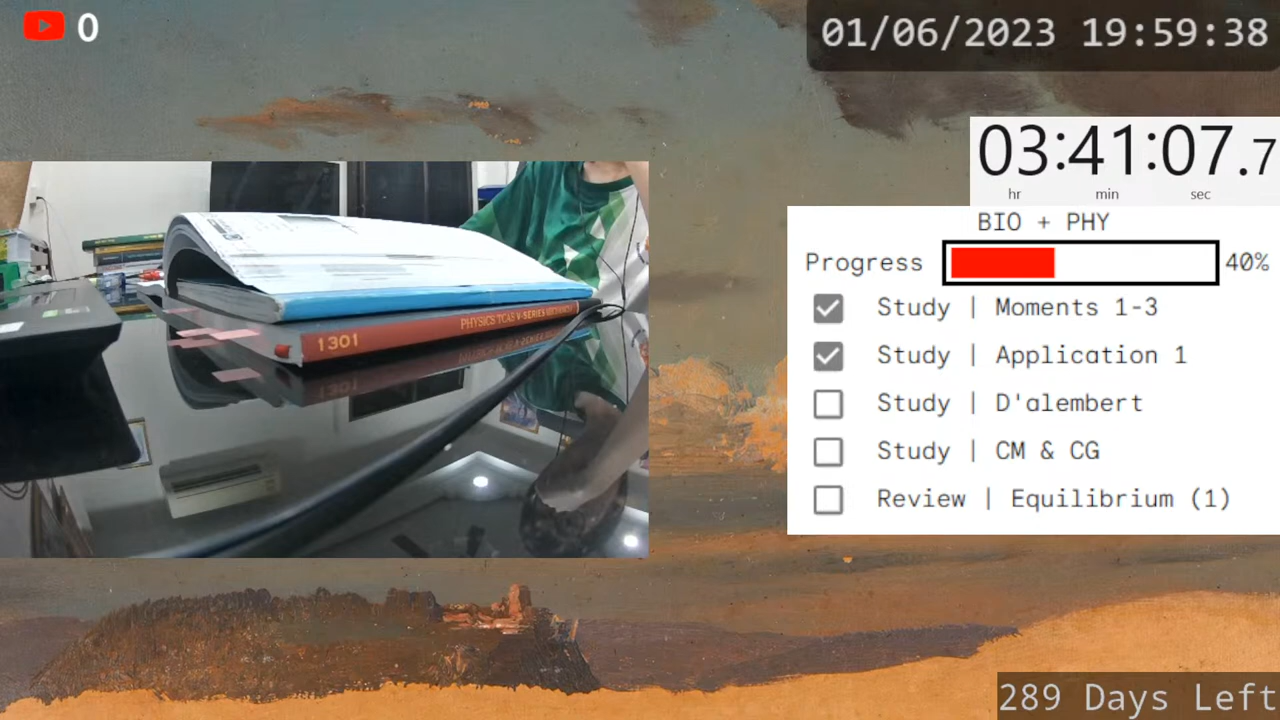 0
01/06/2023 19:59:38
03:41:07.7
hr min sec
BIO + PHY
Progress 40%
Study | Moments 1-3
Study | Application 1
Study | D'alembert
Study | CM & CG
Review | Equilibrium (1)
1301 PHYSICS TCAS V-SERIES
289 Days Left